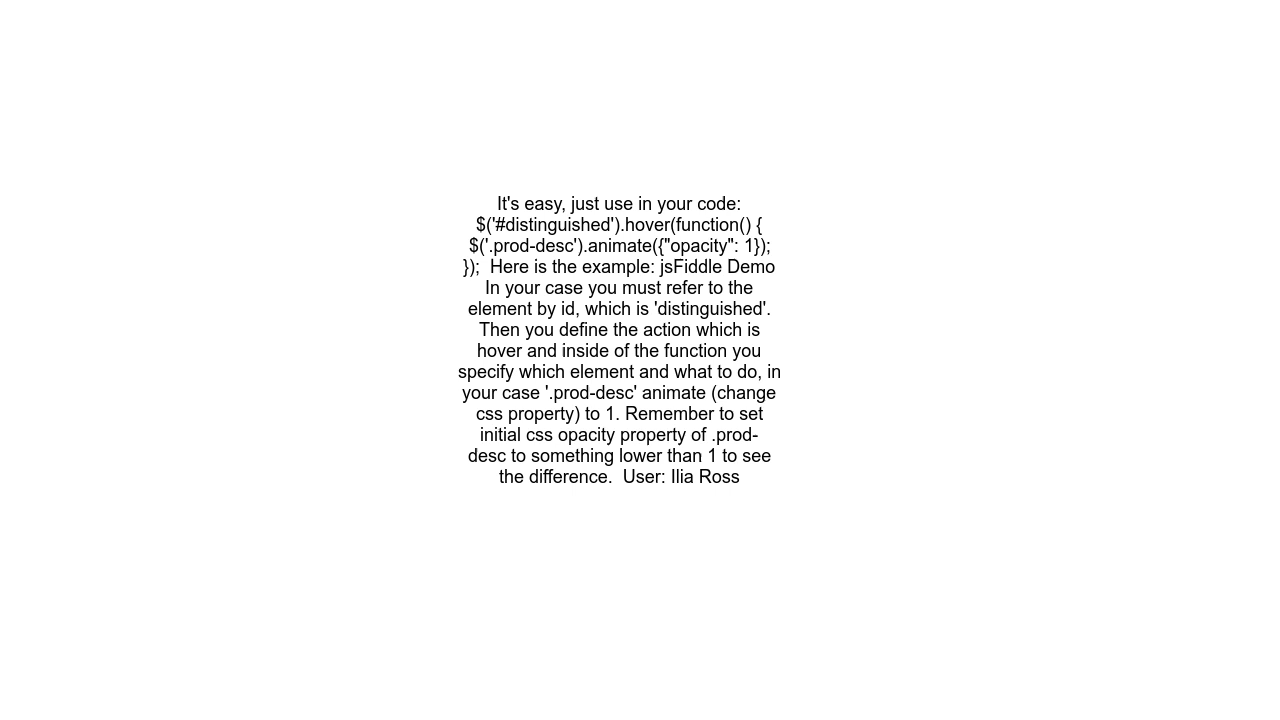 It's easy, just use in your code:
$('#distinguished').hover(function() {
$('.prod-desc').animate({"opacity": 1});
});  Here is the example: jsFiddle Demo
In your case you must refer to the
element by id, which is 'distinguished'.
Then you define the action which is
hover and inside of the function you
specify which element and what to do, in
your case '.prod-desc' animate (change
css property) to 1. Remember to set
initial css opacity property of .prod-
desc to something lower than 1 to see
the difference.  User: Ilia Ross